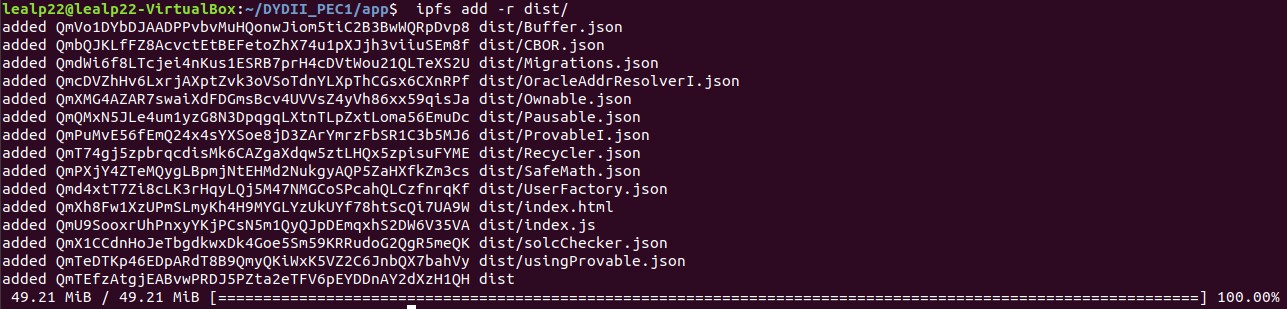 lealp22@lealp22-VirtualBox:~/DYDII_PEC1/app$  ipfs add -r dist/
added QmVo1DYbDJAADPPvbvMuHQonwJiom5tiC2B3BwWQRpDvp8 dist/Buffer.json
added QmbQJKLfFZ8AcvctEtBEFetoZhX74u1pXJjh3viiuSEm8f dist/CBOR.json
added QmdWi6f8LTcjei4nKus1ESRB7prH4cDVtWou21QLTeXS2U dist/Migrations.json
added QmcDVZhHv6LxrjAXptZvk3oVSoTdnYLXpThCGsx6CXnRPf dist/OracleAddrResolverI.json
added QmXMG4AZAR7swaiXdFDGmsBcv4UVVsZ4yVh86xx59qisJa dist/Ownable.json
added QmQMxN5JLe4um1yzG8N3DpqgqLXtnTLpZxtLoma56EmuDc dist/Pausable.json
added QmPuMvE56fEmQ24x4sYXSoe8jD3ZArYmrzFbSR1C3b5MJ6 dist/ProvableI.json
added QmT74gj5zpbrqcdisMk6CAZgaXdqw5ztLHQx5zpisuFYME dist/Recycler.json
added QmPXjY4ZTeMQygLBpmjNtEHMd2NukgyAQP5ZaHXfkZm3cs dist/SafeMath.json
added Qmd4xtT7Zi8cLK3rHqyLQj5M47NMGCoSPcahQLCzfnrqKf dist/UserFactory.json
added QmXh8Fw1XzUPmSLmyKh4H9MYGLYzUkUYf78htScQi7UA9W dist/index.html
added QmU9SooxrUhPnxyYKjPCsN5m1QyQJpDEmqxhS2DW6V35VA dist/index.js
added QmX1CCdnHoJeTbgdkwxDk4Goe5Sm59KRRudoG2QgR5meQK dist/solcChecker.json
added QmTeDTKp46EDpARdT8B9QmyQKiWxK5VZ2C6JnbQX7bahVy dist/usingProvable.json
added QmTEfzAtgjEABvwPRDJ5PZta2eTFV6pEYDDnAY2dXzH1QH dist
49.21 MiB / 49.21 MiB [=============================================================================================================] 100.00%